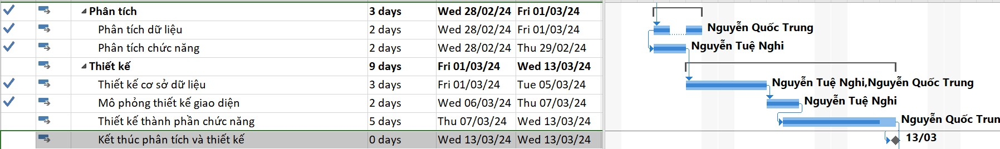 Phân tích 3 days Wed 28/02/24 Fri 01/03/24
Phân tích dữ liệu 2 days Wed 28/02/24 Fri 01/03/24 Nguyễn Quốc Trung
Phân tích chức năng 2 days Wed 28/02/24 Thu 29/02/24 Nguyễn Tuệ Nghi
Thiết kế 9 days Fri 01/03/24 Wed 13/03/24
Thiết kế cơ sở dữ liệu 3 days Fri 01/03/24 Tue 05/03/24 Nguyễn Tuệ Nghi,Nguyễn Quốc Trung
Mô phỏng thiết kế giao diện 2 days Wed 06/03/24 Thu 07/03/24 Nguyễn Tuệ Nghi
Thiết kế thành phần chức năng 5 days Thu 07/03/24 Wed 13/03/24 Nguyễn Quốc Trun
Kết thúc phân tích và thiết kế 0 days Wed 13/03/24 Wed 13/03/24 13/03